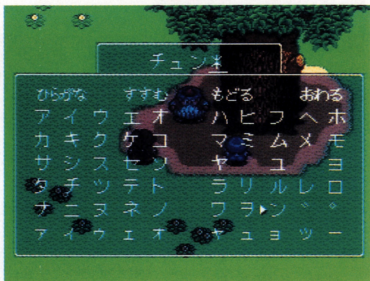 チュン
ひらがな すすむ もどる おわる
アイウエオ ハヒフヘホ
カキクケコ マミムメモ
サシスセソ ヤ ユ ヨ
タチツテト ラリルレロ
ナニヌネノ ワヲン゛゜
ァィゥェォ ャュョッー